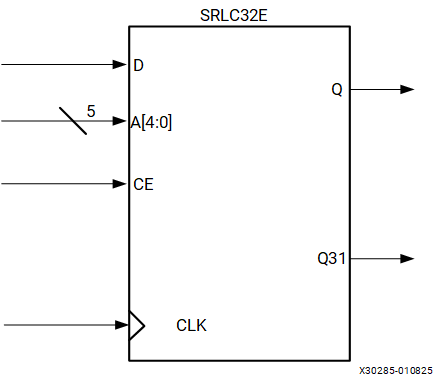 SRLC32E
D
Q
5
A[4:0]
CE
Q31
CLK
X30285-010825